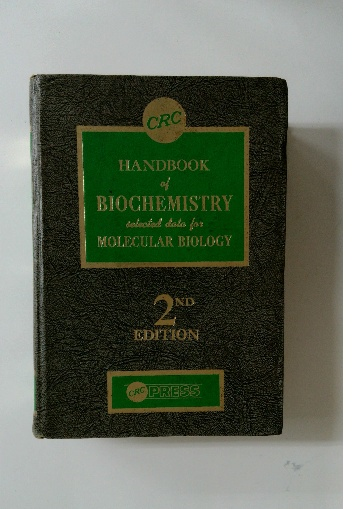 CRC
HANDBOOK
of
BIOCHEMISTRY
selected data for
MOLECULAR BIOLOGY
2ND
EDITION
CRC PRESS